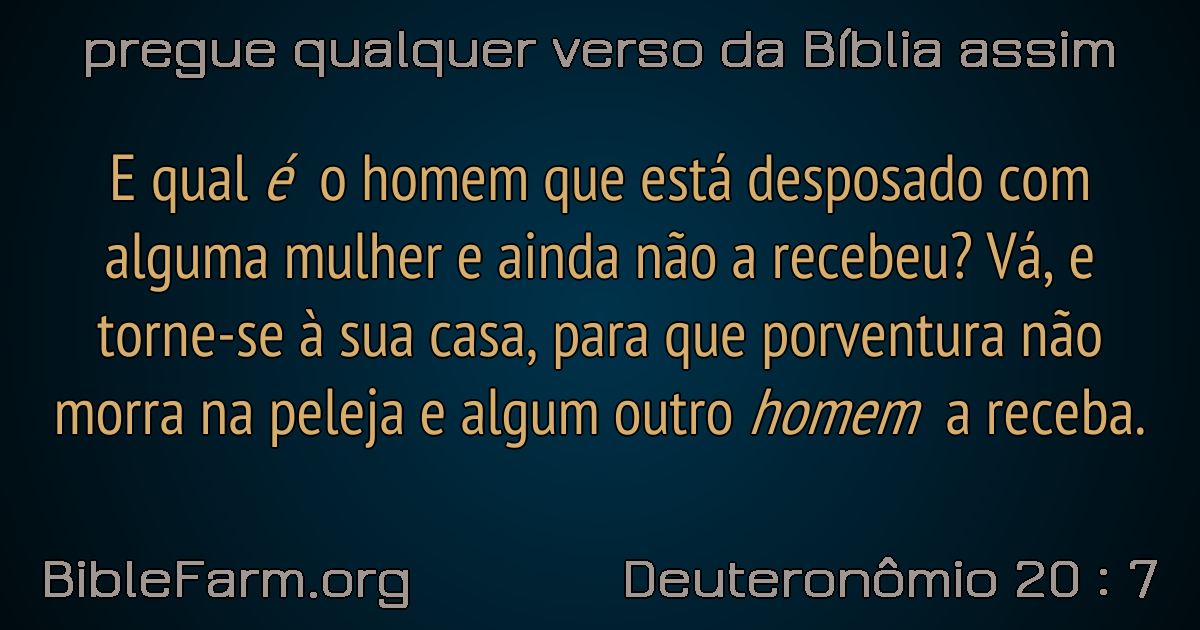 pregue qualquer verso da Bíblia assim
E qual é o homem que está desposado com
alguma mulher e ainda não a recebeu? Vá, e
torne-se à sua casa, para que porventura não
morra na peleja e algum outro homem a receba.
BibleFarm.org
Deuteronômio 20 : 7